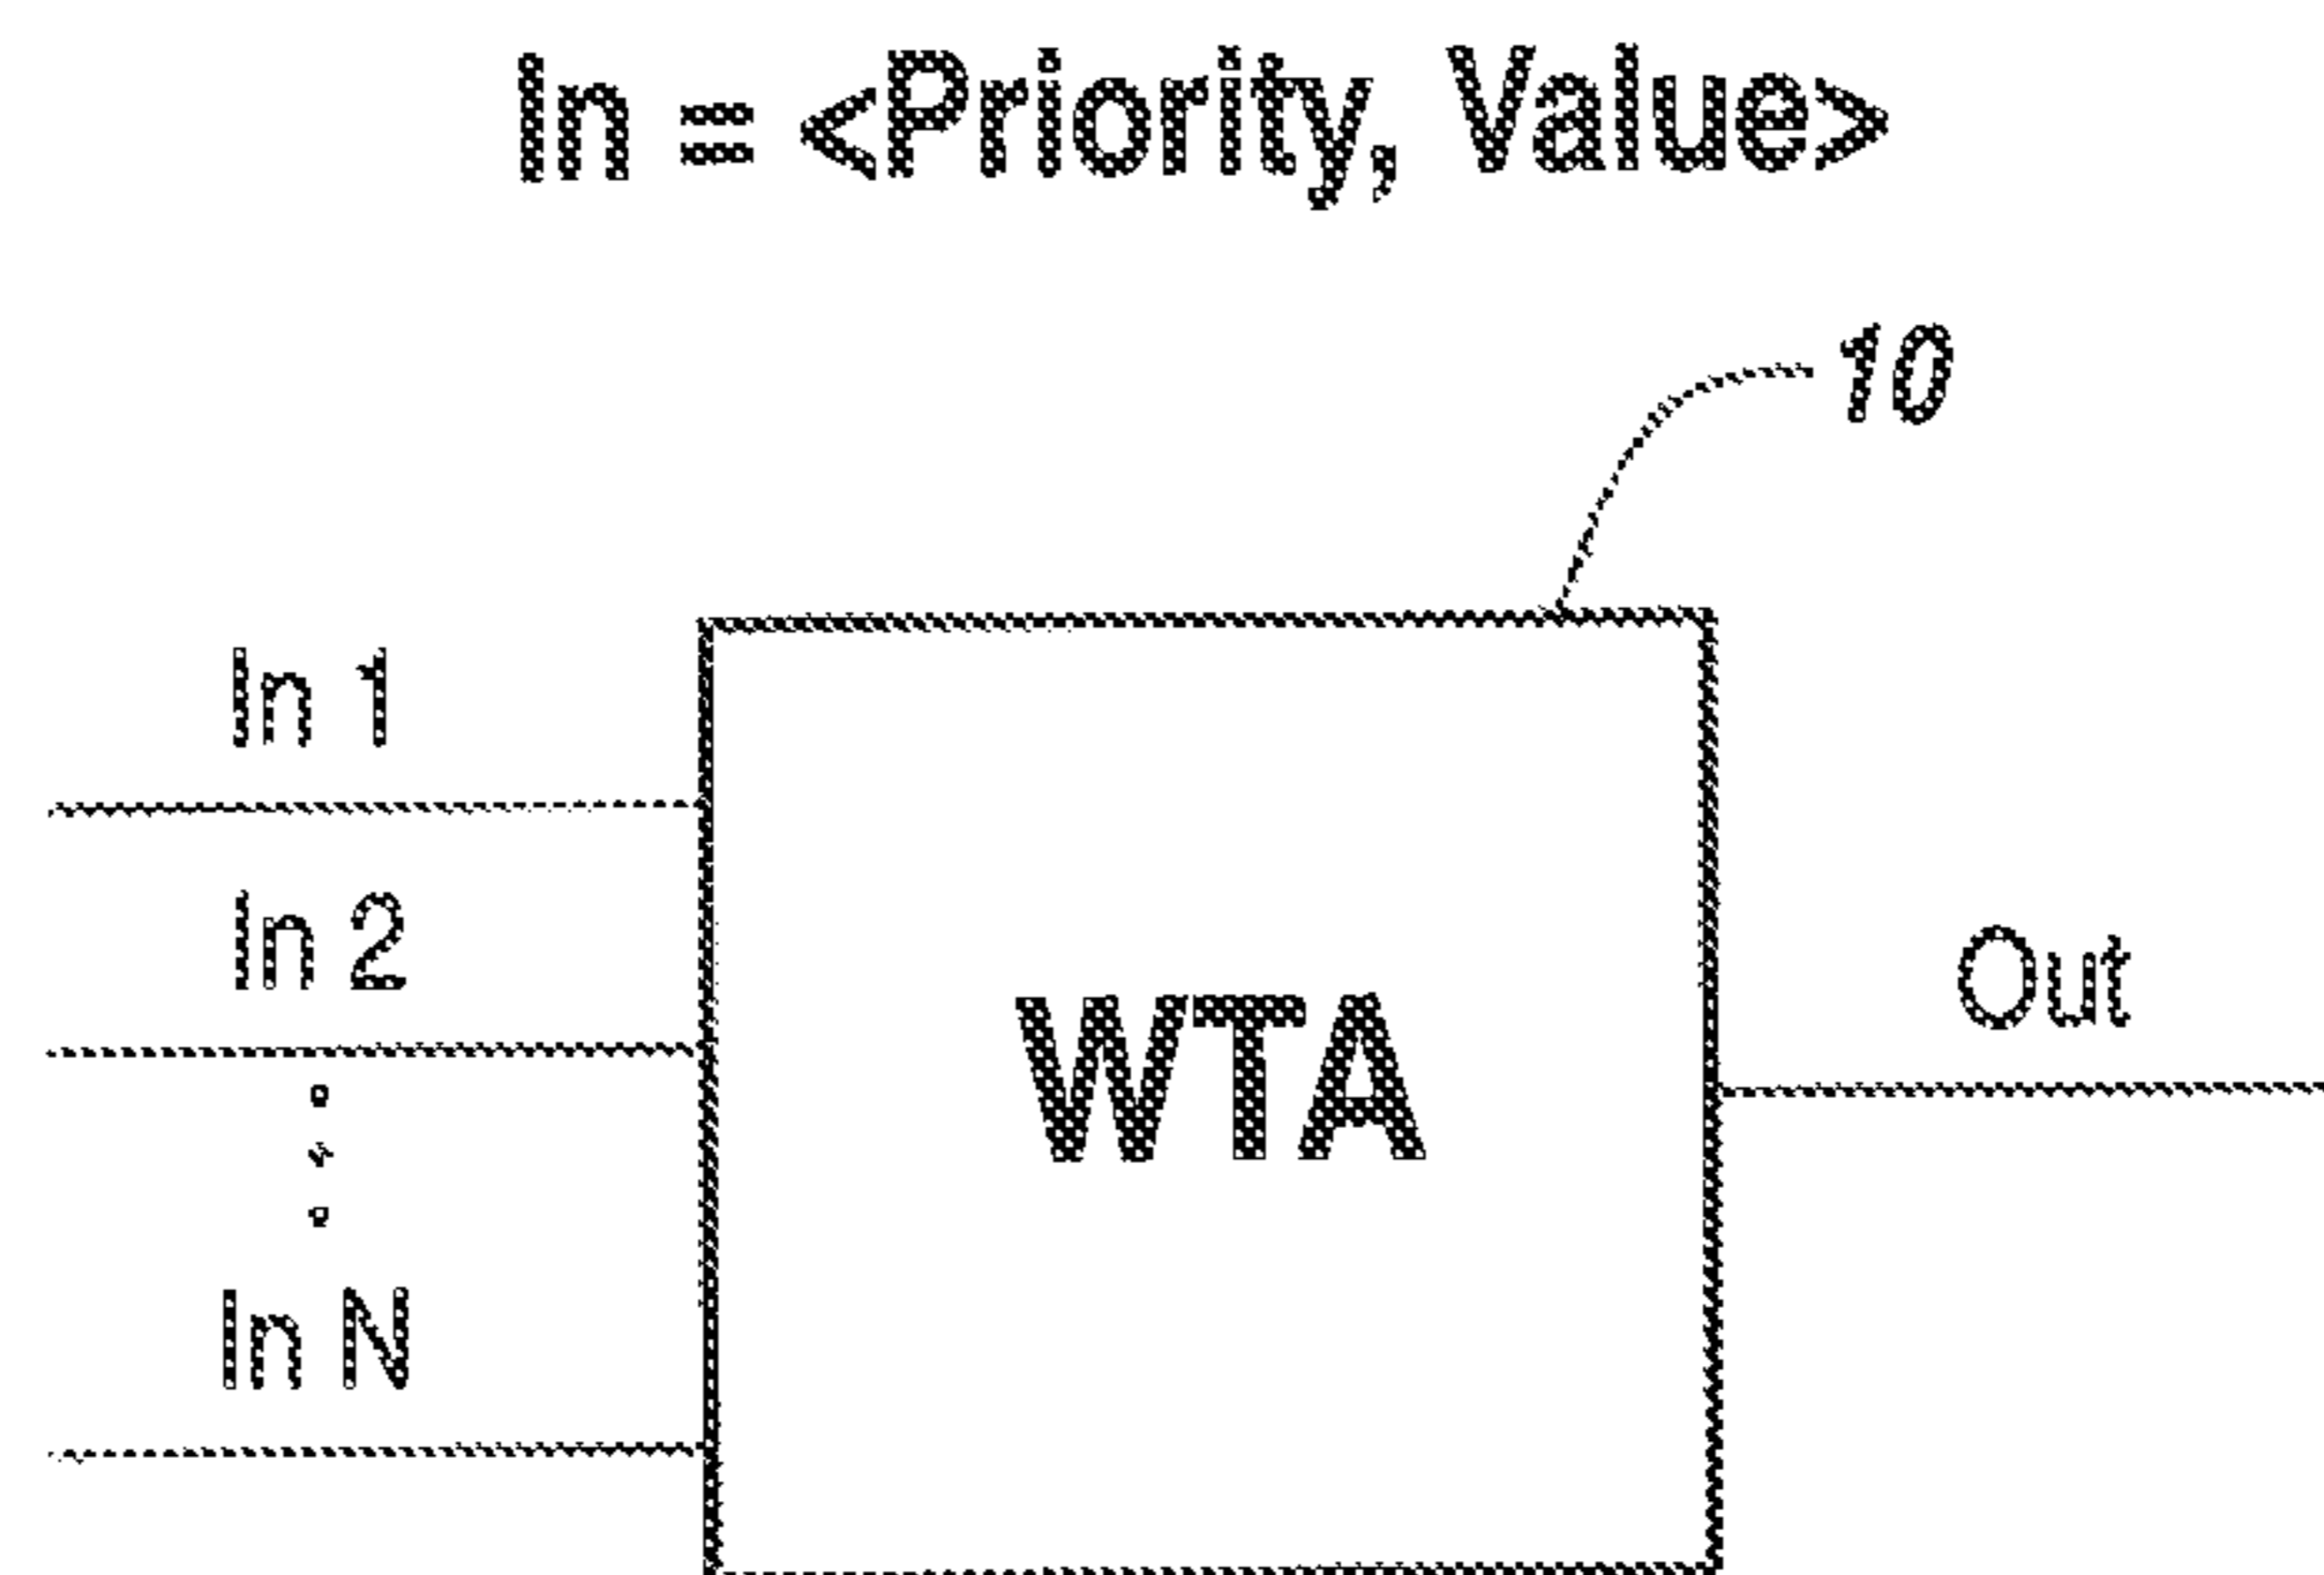 In = <Priority, Value>
10
In 1
In 2
WTA
Out
In N